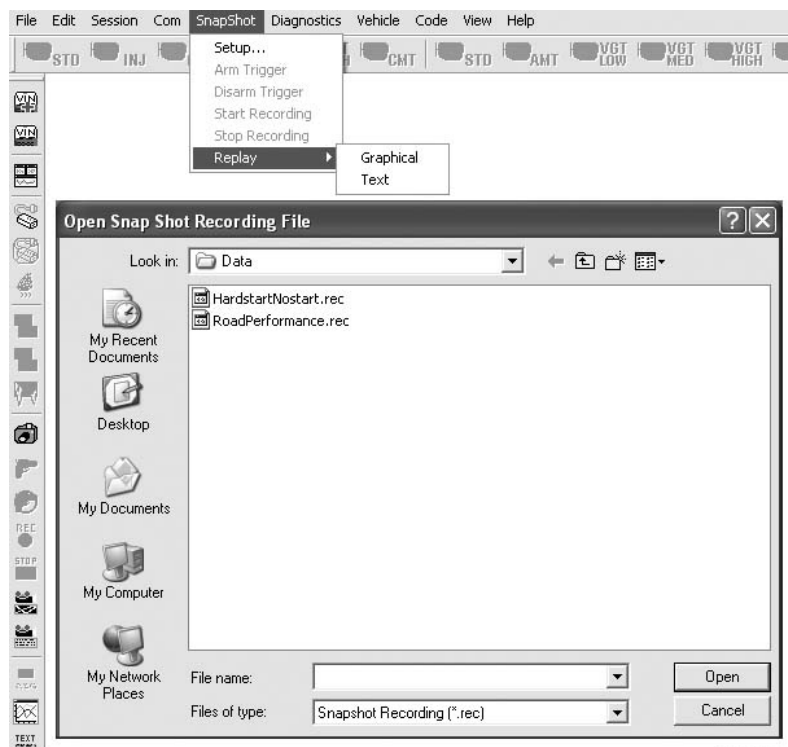 File Edit Session Com SnapShot Diagnostics Vehicle Code View Help
STD INJ CMT STD AMT VGT LOW VGT MED VGT HIGH
Setup...
Arm Trigger
Disarm Trigger
Start Recording
Stop Recording
Replay
Graphical
Text
VIN
VIN
REC
STOP
TEXT
Open Snap Shot Recording File
Look in: Data
HardstartNostart.rec
RoadPerformance.rec
My Recent Documents
Desktop
My Documents
My Computer
My Network Places
File name:
Open
Files of type: Snapshot Recording (*.rec)
Cancel